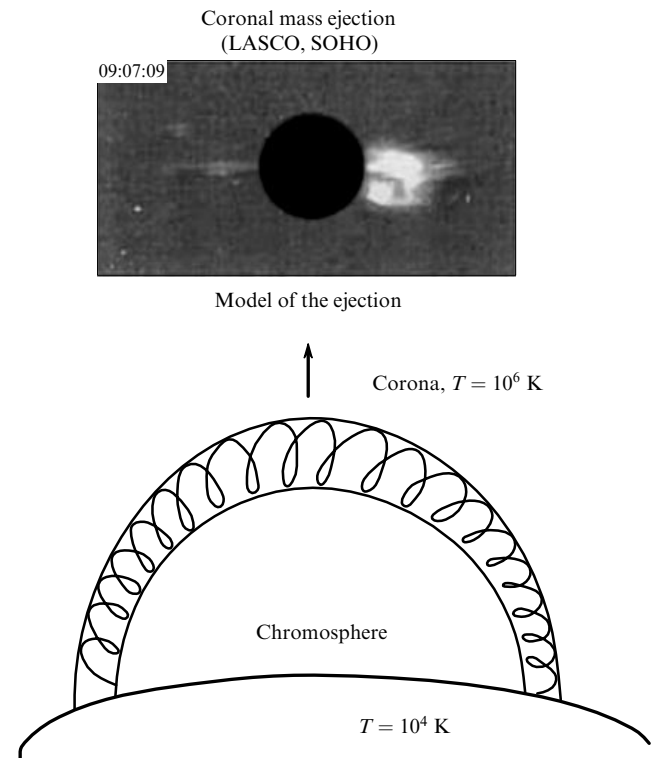 Coronal mass ejection
(LASCO, SOHO)
09:07:09
Model of the ejection
Corona, T = 10⁶ K
Chromosphere
T = 10⁴ K